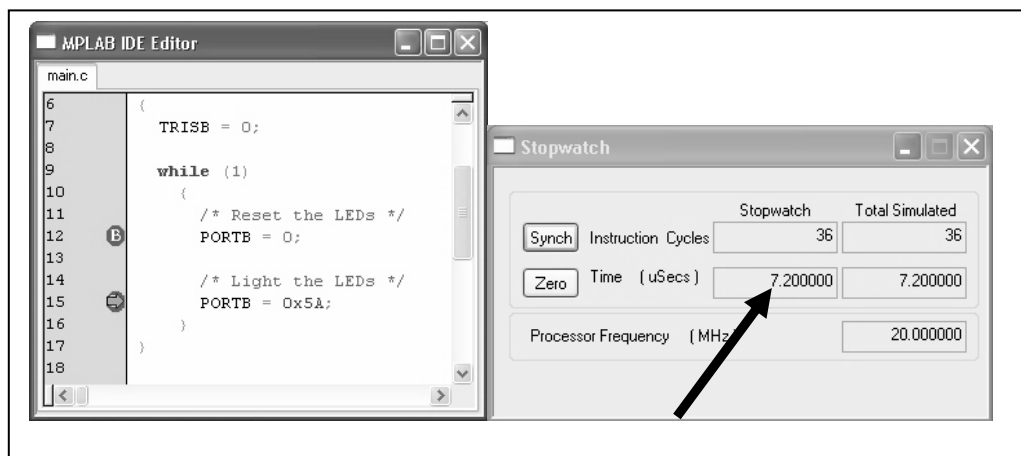 MPLAB IDE Editor
main.c
6 {
7 TRISB = 0;
8
9 while (1)
10 {
11 /* Reset the LEDs */
12 B PORTB = 0;
13
14 /* Light the LEDs */
15 PORTB = 0x5A;
16 }
17 }
18
Stopwatch
Stopwatch Total Simulated
Synch Instruction Cycles 36 36
Zero Time (uSecs) 7.200000 7.200000
Processor Frequency (MHz) 20.000000